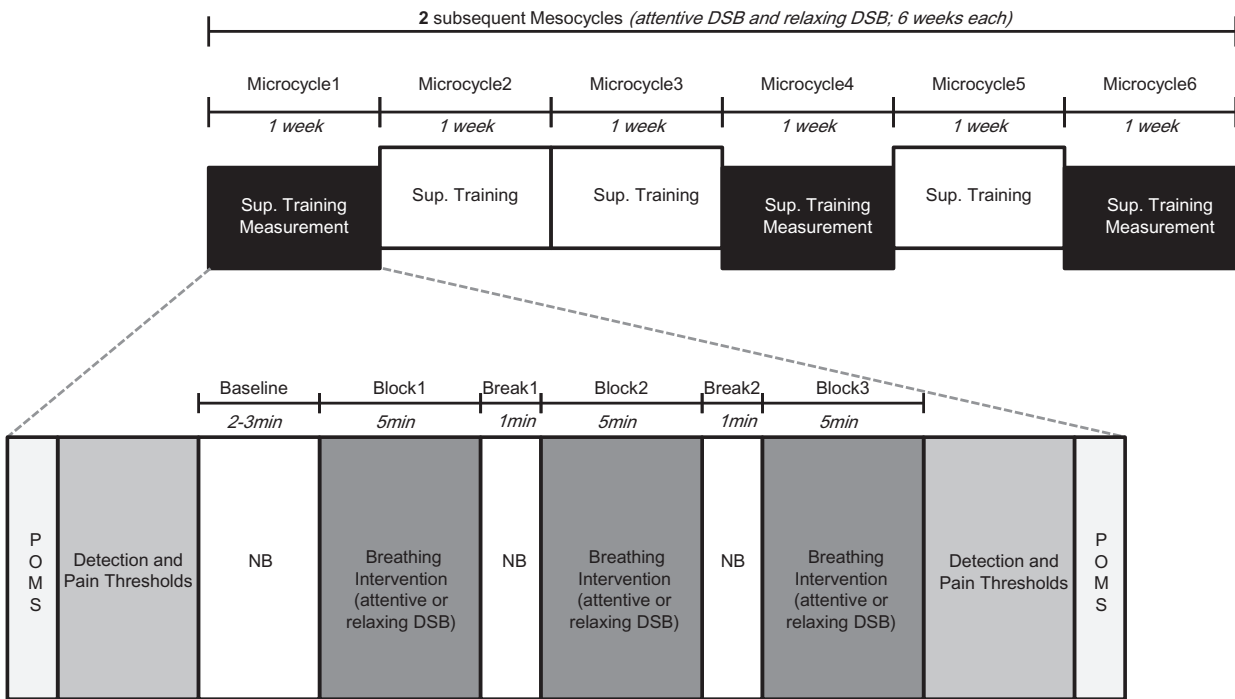 2 subsequent Mesocycles (attentive DSB and relaxing DSB; 6 weeks each)
Microcycle1 Microcycle2 Microcycle3 Microcycle4 Microcycle5 Microcycle6
1 week 1 week 1 week 1 week 1 week 1 week
Sup. Training
Measurement
Sup. Training
Sup. Training
Sup. Training
Measurement
Sup. Training
Sup. Training
Measurement
Baseline Block1 Break1 Block2 Break2 Block3
2-3min 5min 1min 5min 1min 5min
P
O
M
S
Detection and
Pain Thresholds
NB
Breathing
Intervention
(attentive or
relaxing DSB)
NB
Breathing
Intervention
(attentive or
relaxing DSB)
NB
Breathing
Intervention
(attentive or
relaxing DSB)
Detection and
Pain Thresholds
P
O
M
S